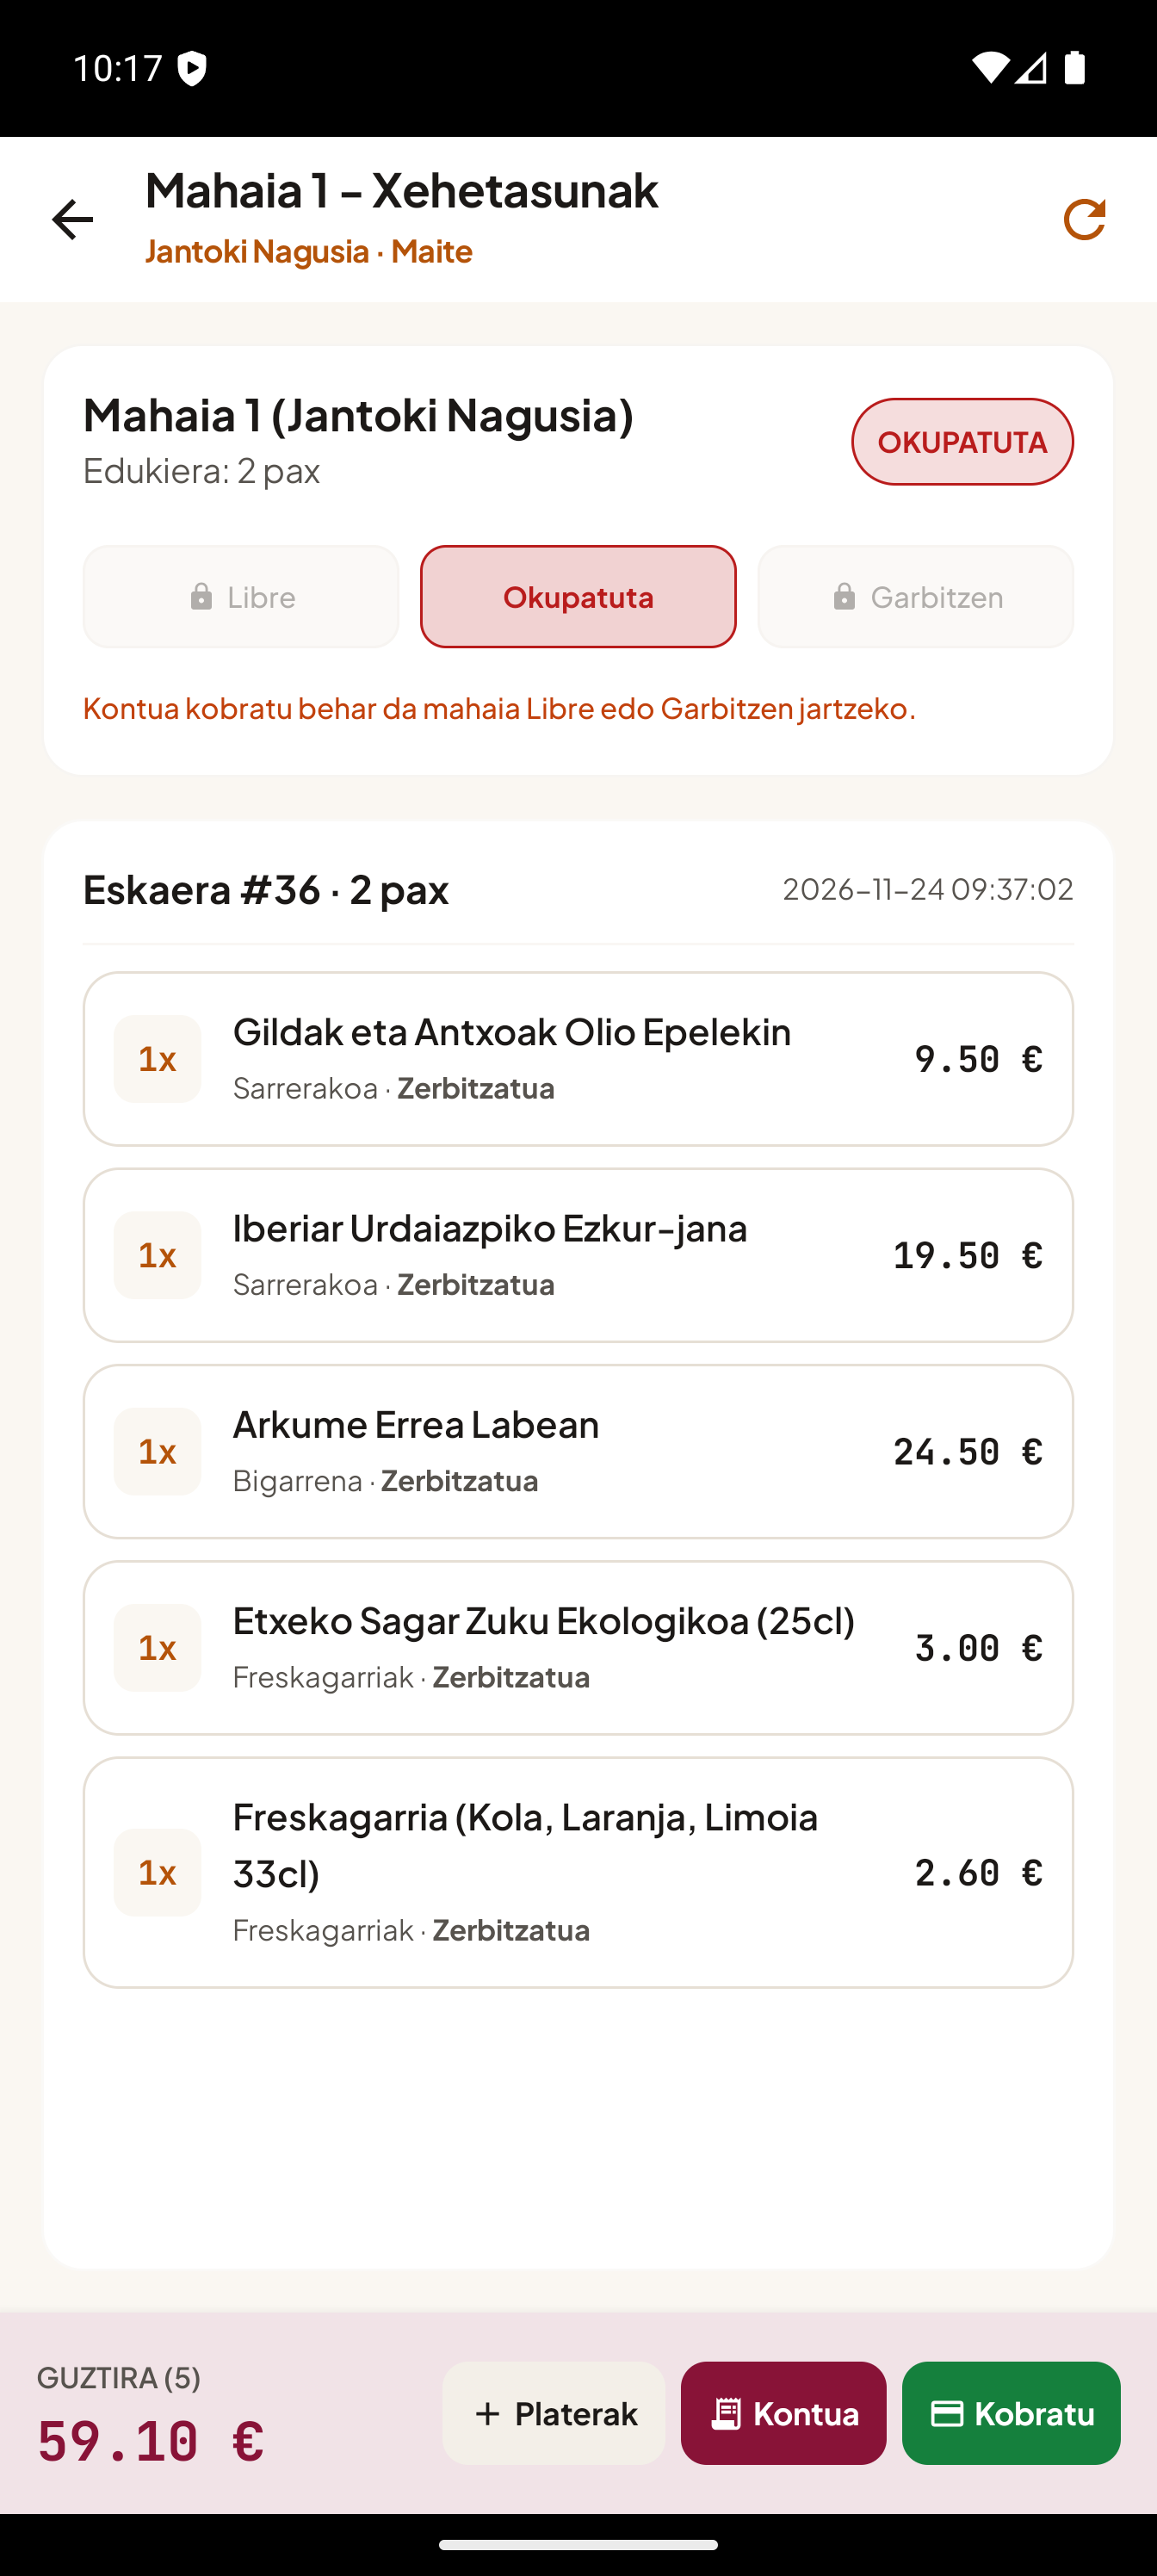 10:17
Mahaia 1 - Xehetasunak
Jantoki Nagusia · Maite
Mahaia 1 (Jantoki Nagusia)
Edukiera: 2 pax
OKUPATUTA
Libre
Okupatuta
Garbitzen
Kontua kobratu behar da mahaia Libre edo Garbitzen jartzeko.
Eskaera #36 · 2 pax
2026-11-24 09:37:02
1x
Gildak eta Antxoak Olio Epelekin
Sarrerakoa · Zerbitzatua
9.50 €
1x
Iberiar Urdaiazpiko Ezkur-jana
Sarrerakoa · Zerbitzatua
19.50 €
1x
Arkume Errea Labean
Bigarrena · Zerbitzatua
24.50 €
1x
Etxeko Sagar Zuku Ekologikoa (25cl)
Freskagarriak · Zerbitzatua
3.00 €
1x
Freskagarria (Kola, Laranja, Limoia
33cl)
Freskagarriak · Zerbitzatua
2.60 €
GUZTIRA (5)
59.10 €
+ Platerak
Kontua
Kobratu